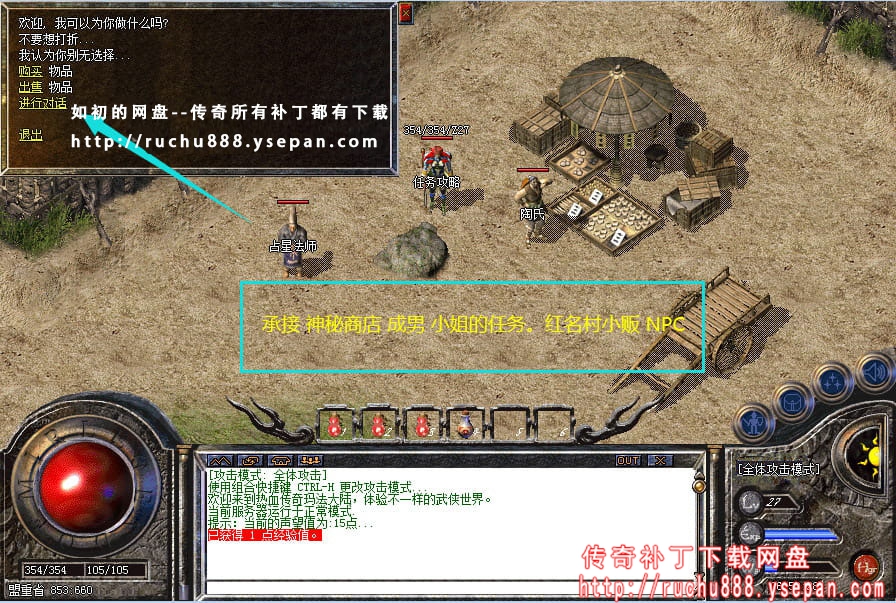 欢迎，我可以为你做什么吗?
不要想打折...
我认为你别无选择...
购买 物品
出售 物品
进行对话
退出
如初的网盘--传奇所有补丁都有下载
http://ruchu888.ysepan.com
354/354/Z27
任务攻略
陶氏
占星法师
承接 神秘商店 成男 小姐的任务。红名村小贩 NPC
OUT
[攻击模式: 全体攻击]
使用组合快捷键 CTRL-H 更改攻击模式...
欢迎来到热血传奇玛法大陆，体验不一样的武侠世界。
当前服务器运行于正常模式.
提示: 当前的声望值为:15点...
已获得 1 点经验值。
[全体攻击模式]
Lv 27
Exp
354/354 105/105
盟重省 853:660
传奇补丁下载网盘
http://ruchu888.ysepan.com